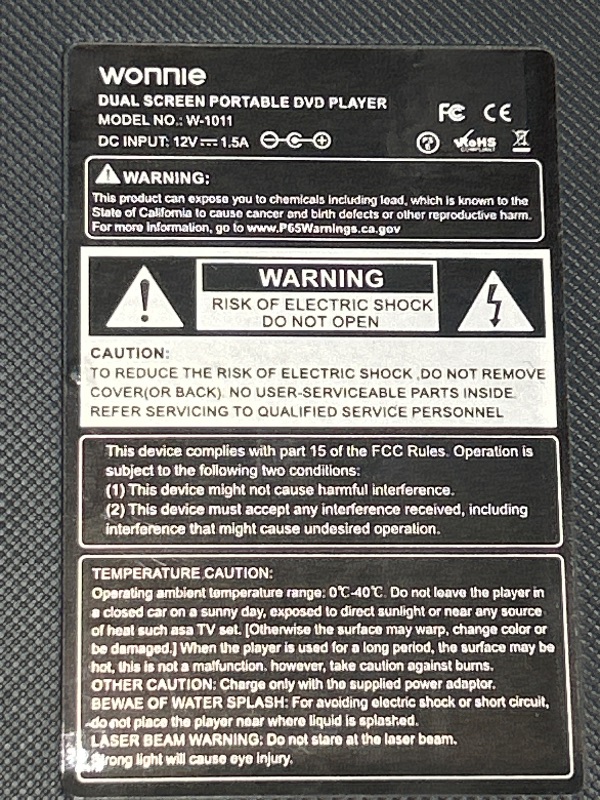 wonnie
DUAL SCREEN PORTABLE DVD PLAYER
MODEL NO.: W-1011
DC INPUT: 12V 1.5A
FC CE
RoHS
COMPLIANT
WARNING:
This product can expose you to chemicals including lead, which is known to the
State of California to cause cancer and birth defects or other reproductive harm.
For more information, go to www.P65Warnings.ca.gov
WARNING
RISK OF ELECTRIC SHOCK
DO NOT OPEN
CAUTION:
TO REDUCE THE RISK OF ELECTRIC SHOCK ,DO NOT REMOVE
COVER(OR BACK). NO USER-SERVICEABLE PARTS INSIDE.
REFER SERVICING TO QUALIFIED SERVICE PERSONNEL
This device complies with part 15 of the FCC Rules. Operation is
subject to the following two conditions:
(1) This device might not cause harmful interference.
(2) This device must accept any interference received, including
interference that might cause undesired operation.
TEMPERATURE CAUTION:
Operating ambient temperature range: 0℃-40℃. Do not leave the player in
a closed car on a sunny day, exposed to direct sunlight or near any source
of heat such asa TV set. [Otherwise the surface may warp, change color or
be damaged.] When the player is used for a long period, the surface may be
hot, this is not a malfunction. however, take caution against burns.
OTHER CAUTION: Charge only with the supplied power adaptor.
BEWAE OF WATER SPLASH: For avoiding electric shock or short circuit,
do not place the player near where liquid is splashed.
LASER BEAM WARNING: Do not stare at the laser beam.
Strong light will cause eye injury.